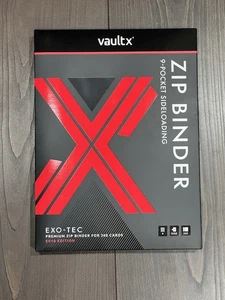 vaultx
ZIP BINDER
9-POCKET SIDELOADING
EXO-TEC
PREMIUM ZIP BINDER FOR 360 CARDS